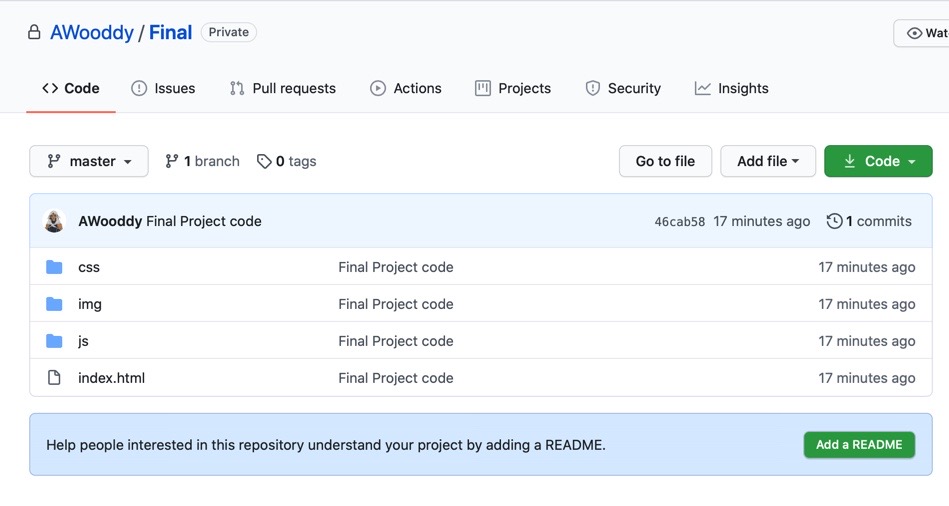 AWooddy / Final Private
Wat
Code Issues Pull requests Actions Projects Security Insights
master 1 branch 0 tags Go to file Add file Code
AWooddy Final Project code 46cab58 17 minutes ago 1 commits
css Final Project code 17 minutes ago
img Final Project code 17 minutes ago
js Final Project code 17 minutes ago
index.html Final Project code 17 minutes ago
Help people interested in this repository understand your project by adding a README. Add a README